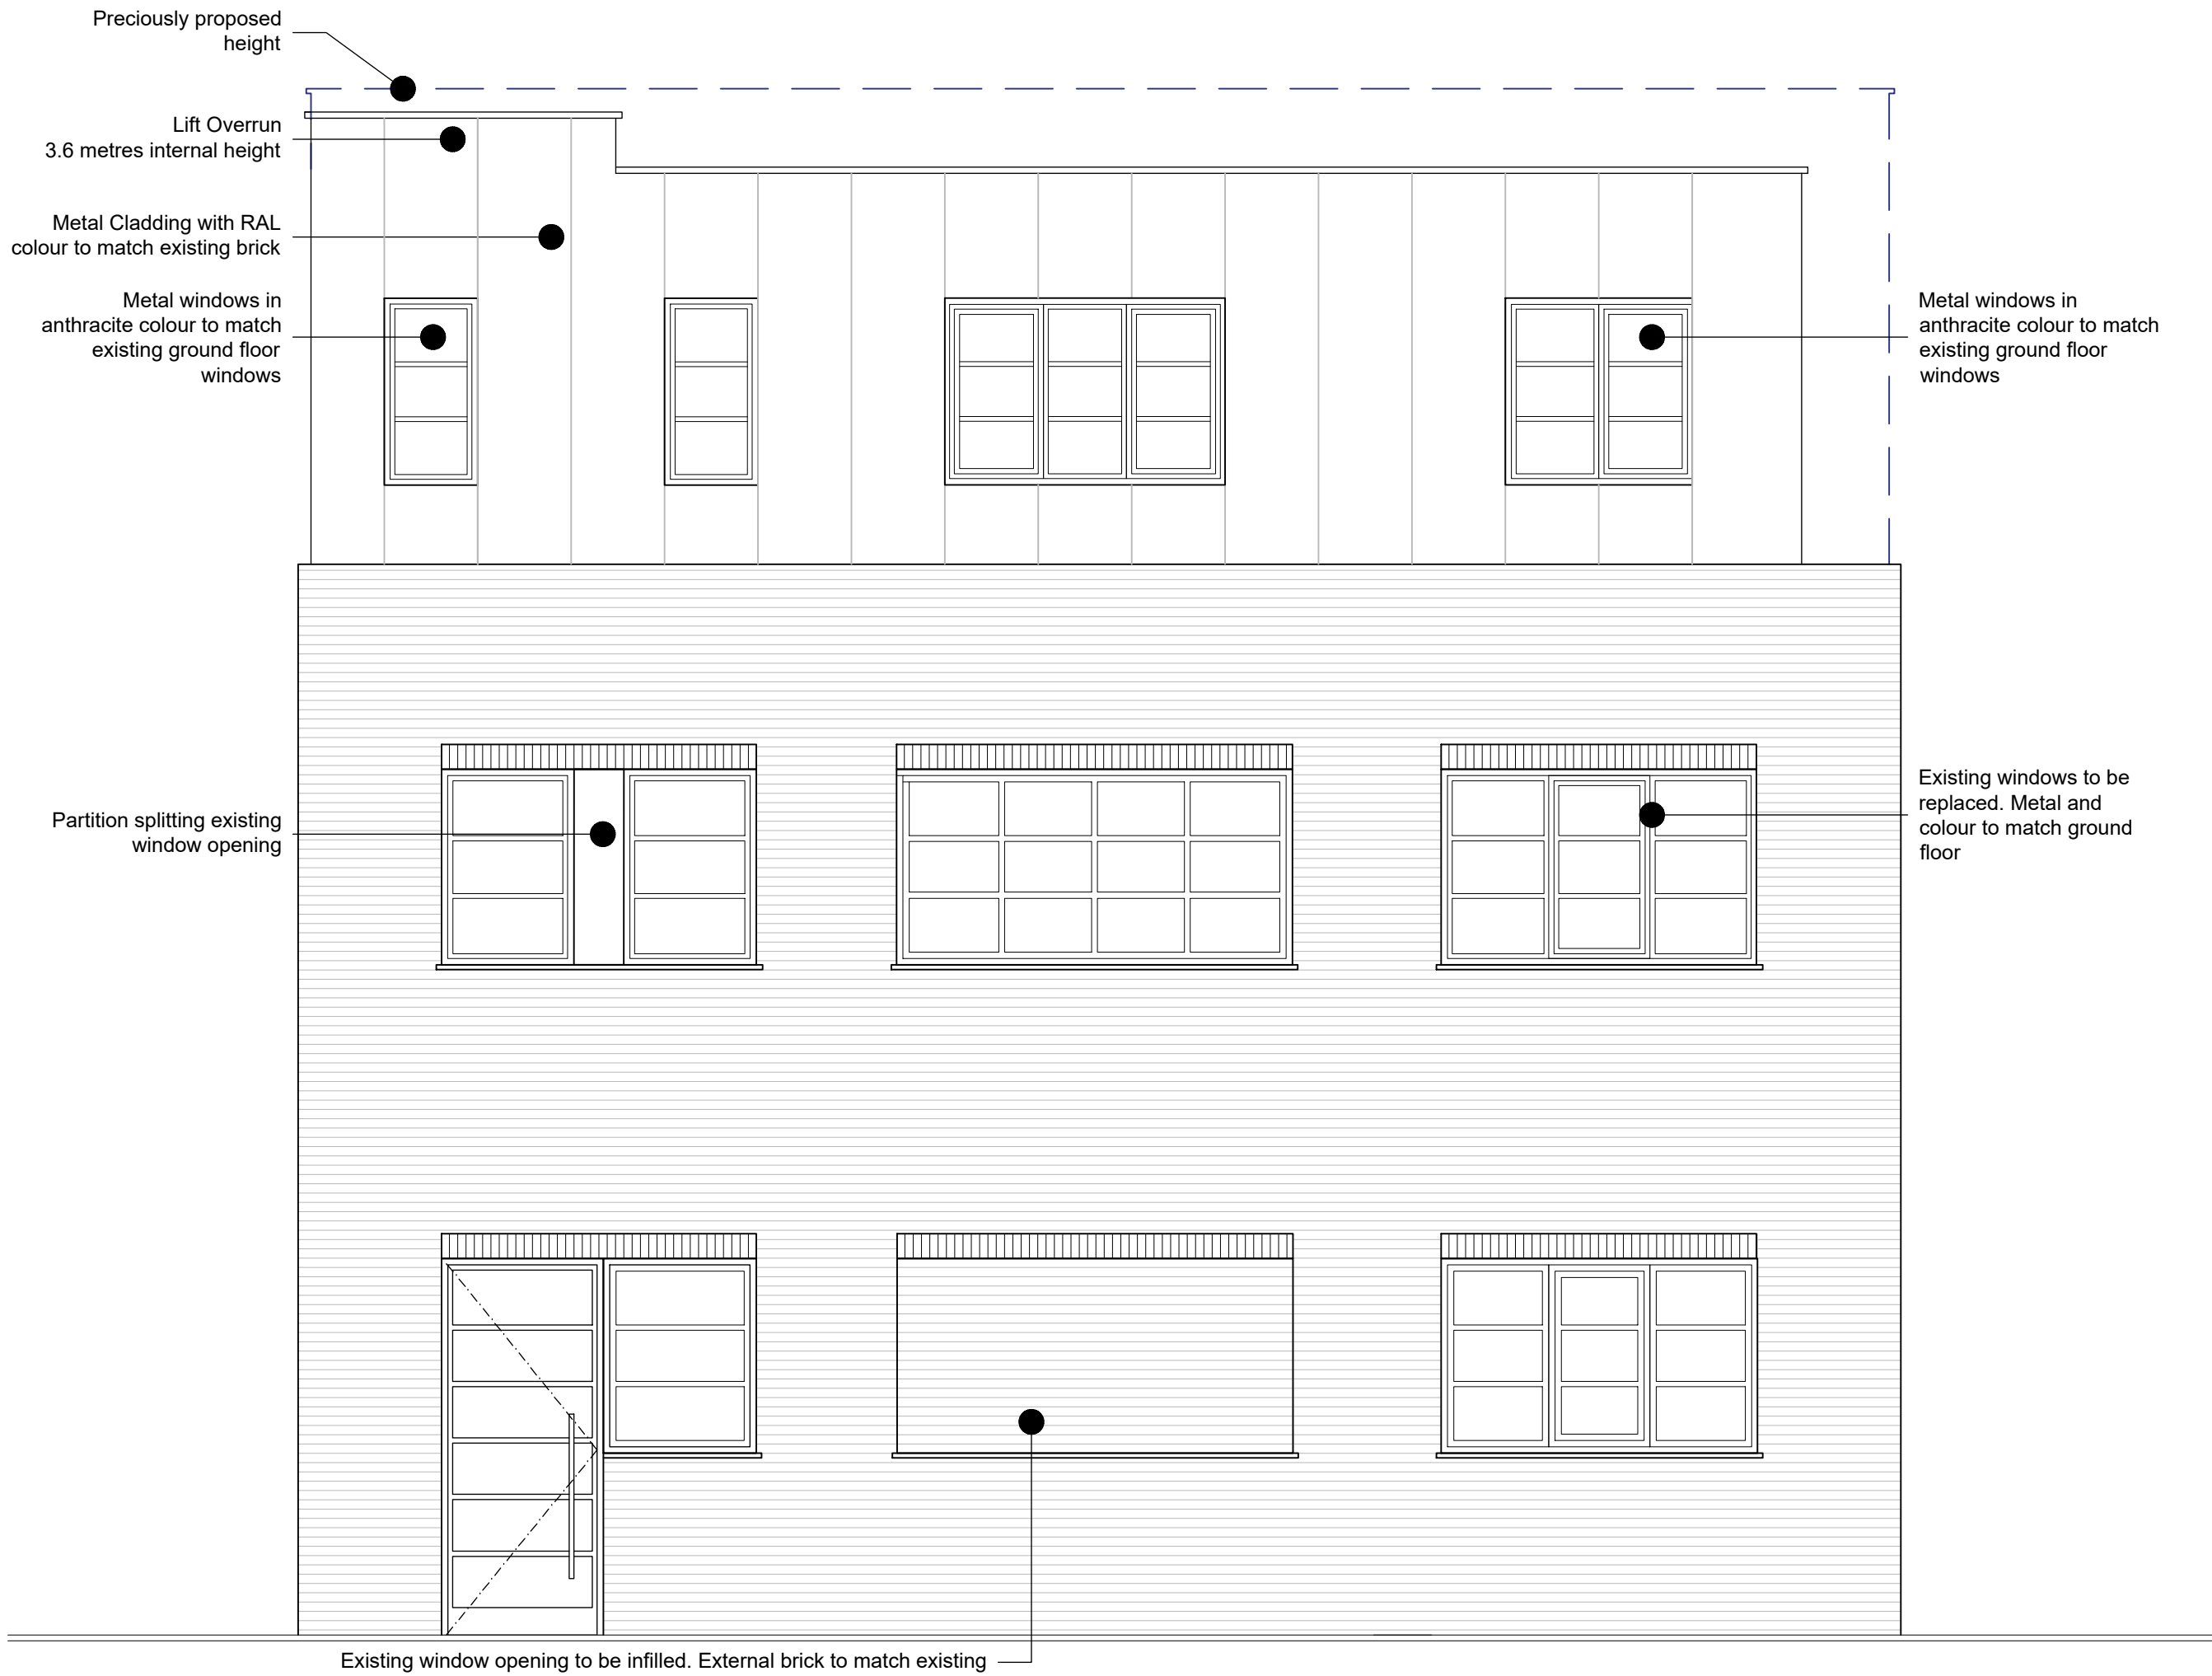 Preciously proposed
height
Lift Overrun
3.6 metres internal height
Metal Cladding with RAL
colour to match existing brick
Metal windows in
anthracite colour to match
existing ground floor
windows
Metal windows in
anthracite colour to match
existing ground floor
windows
Partition splitting existing
window opening
Existing windows to be
replaced. Metal and
colour to match ground
floor
Existing window opening to be infilled. External brick to match existing